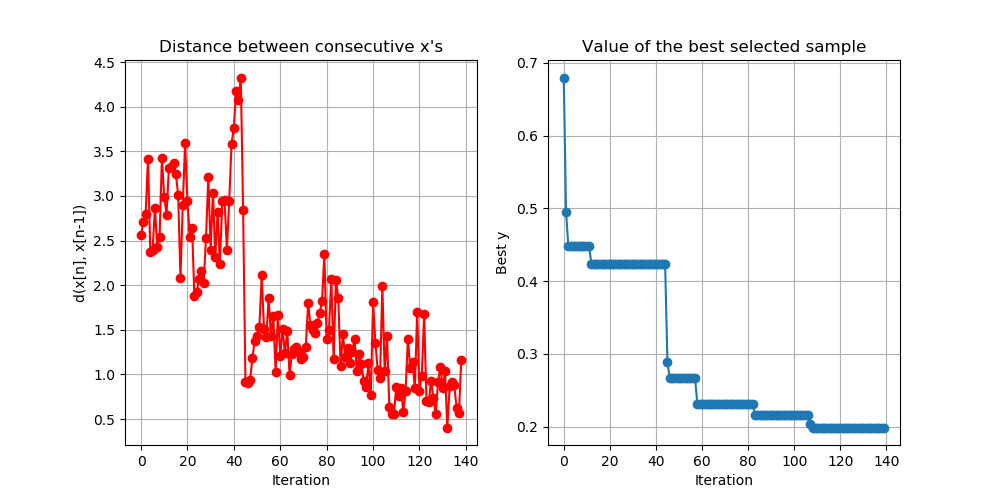 Distance between consecutive x's
4.5
4.0
3.5
3.0
2.5
2.0
1.5
1.0
0.5
d(x[n], x[n-1])
0 20 40 60 80 100 120 140
Iteration
Value of the best selected sample
0.7
0.6
0.5
0.4
0.3
0.2
Best y
0 20 40 60 80 100 120 140
Iteration